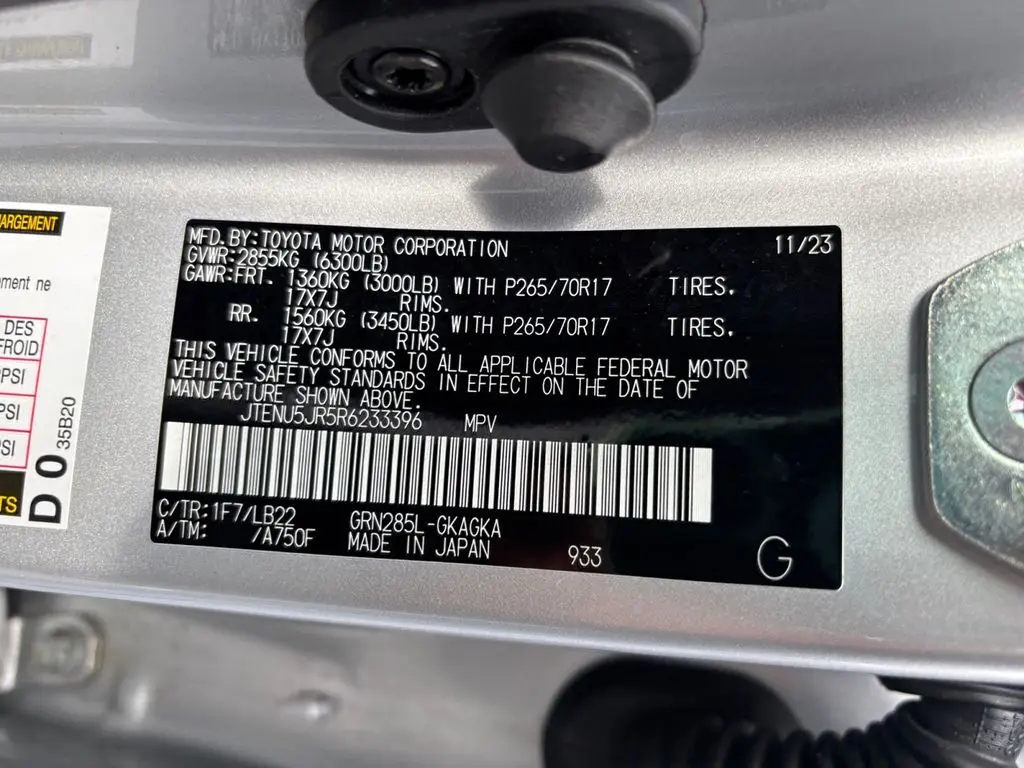 MFD. BY:TOYOTA MOTOR CORPORATION 11/23
GVWR:2855KG (6300LB)
GAWR:FRT. 1360KG (3000LB) WITH P265/70R17 TIRES.
17X7J RIMS.
RR. 1560KG (3450LB) WITH P265/70R17 TIRES.
17X7J RIMS.
THIS VEHICLE CONFORMS TO ALL APPLICABLE FEDERAL MOTOR
VEHICLE SAFETY STANDARDS IN EFFECT ON THE DATE OF
MANUFACTURE SHOWN ABOVE.
JTENU5JR5R6233396 MPV
C/TR:1F7/LB22 GRN285L-GKAGKA
A/TM: /A750F MADE IN JAPAN 933 G
ARGEMENT
ment ne
DES
FROID
PSI
PSI
PSI
TS
D0 35B20